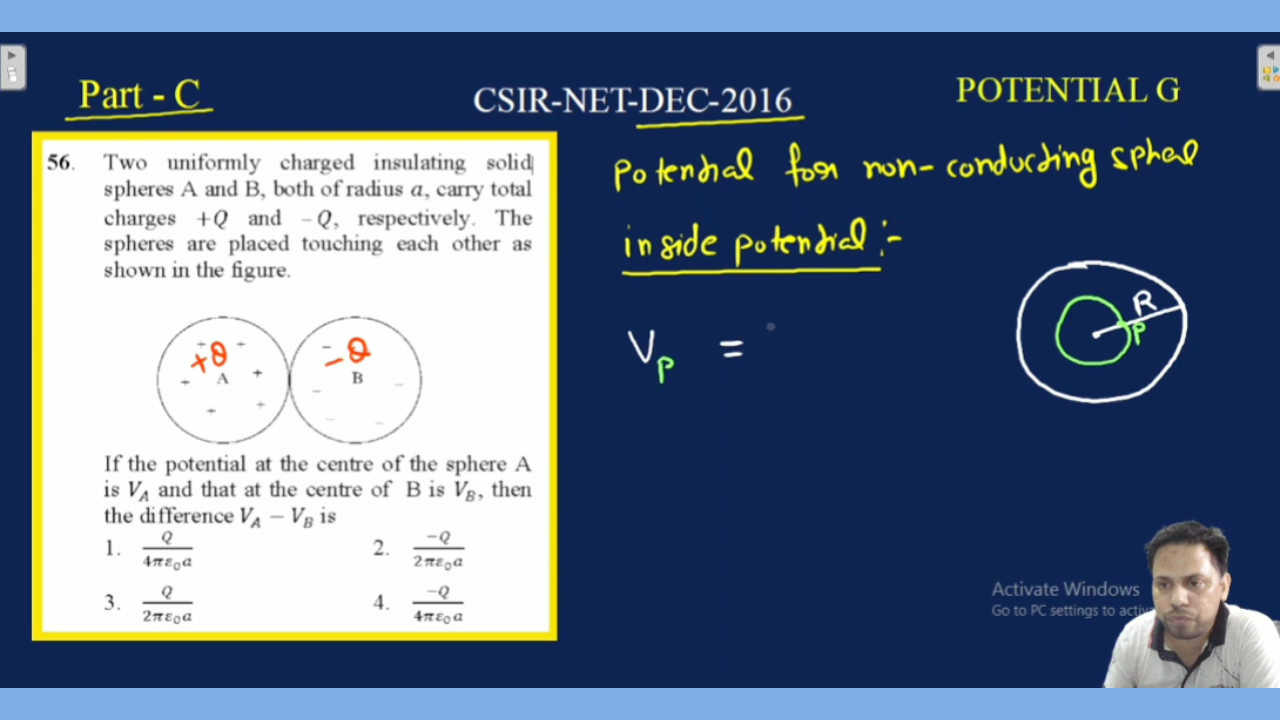 Part - C
CSIR-NET-DEC-2016
POTENTIAL G
56. Two uniformly charged insulating solid
spheres A and B, both of radius a, carry total
charges +Q and −Q, respectively. The
spheres are placed touching each other as
shown in the figure.
+Q
A
−Q
B
If the potential at the centre of the sphere A
is V_A and that at the centre of B is V_B, then
the difference V_A − V_B is
1. Q/4πε₀a 2. −Q/2πε₀a
3. Q/2πε₀a 4. −Q/4πε₀a
Potential for non-conducting spheal
inside potential :-
V_P =
R
P
Activate Windows
Go to PC settings to activ